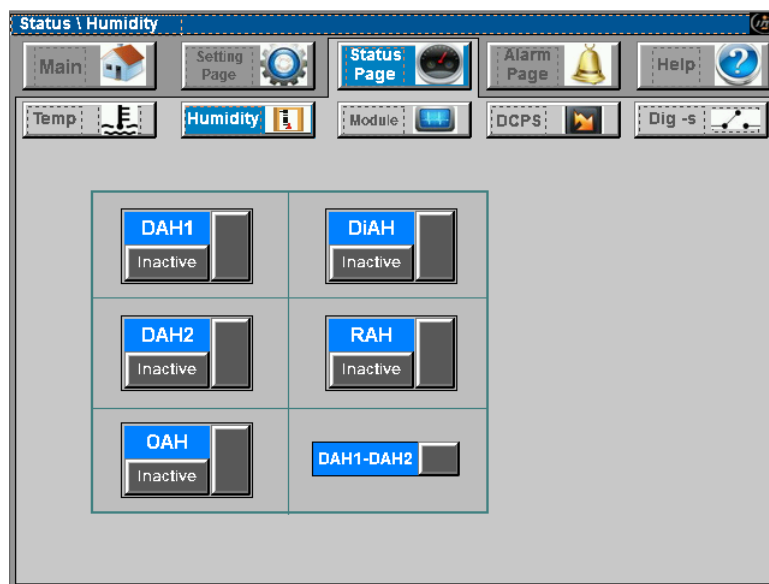 Status \ Humidity
Main
Setting
Page
Status
Page
Alarm
Page
Help
Temp
Humidity
Module
DCPS
Dig -s
DAH1
Inactive
DiAH
Inactive
DAH2
Inactive
RAH
Inactive
OAH
Inactive
DAH1-DAH2